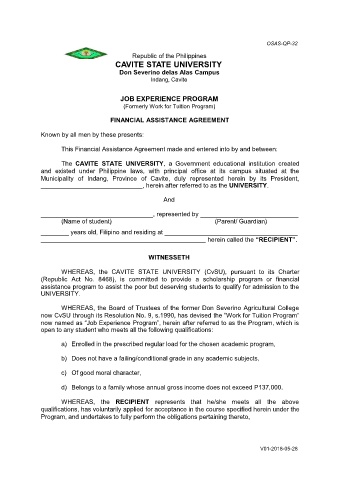 OSAS-QF-32
Republic of the Philippines
CAVITE STATE UNIVERSITY
Don Severino delas Alas Campus
Indang, Cavite
JOB EXPERIENCE PROGRAM
(Formerly Work for Tuition Program)
FINANCIAL ASSISTANCE AGREEMENT
Known by all men by these presents:
This Financial Assistance Agreement made and entered into by and between:
The CAVITE STATE UNIVERSITY, a Government educational institution created
and existed under Philippine laws, with principal office at its campus situated at the
Municipality of Indang, Province of Cavite, duly represented herein by its President,
____________________________, herein after referred to as the UNIVERSITY.
And
________________________________, represented by ____________________________
(Name of student) (Parent/ Guardian)
________ years old, Filipino and residing at ______________________________________
_______________________________________________ herein called the "RECIPIENT".
WITNESSETH
WHEREAS, the CAVITE STATE UNIVERSITY (CvSU), pursuant to its Charter
(Republic Act No. 8468), is committed to provide a scholarship program or financial
assistance program to assist the poor but deserving students to qualify for admission to the
UNIVERSITY.
WHEREAS, the Board of Trustees of the former Don Severino Agricultural College
now CvSU through its Resolution No. 9, s.1990, has devised the "Work for Tuition Program"
now named as "Job Experience Program", herein after referred to as the Program, which is
open to any student who meets all the following qualifications:
a) Enrolled in the prescribed regular load for the chosen academic program,
b) Does not have a failing/conditional grade in any academic subjects,
c) Of good moral character,
d) Belongs to a family whose annual gross income does not exceed P137,000.
WHEREAS, the RECIPIENT represents that he/she meets all the above
qualifications, has voluntarily applied for acceptance in the course specified herein under the
Program, and undertakes to fully perform the obligations pertaining thereto,
V01-2018-05-28